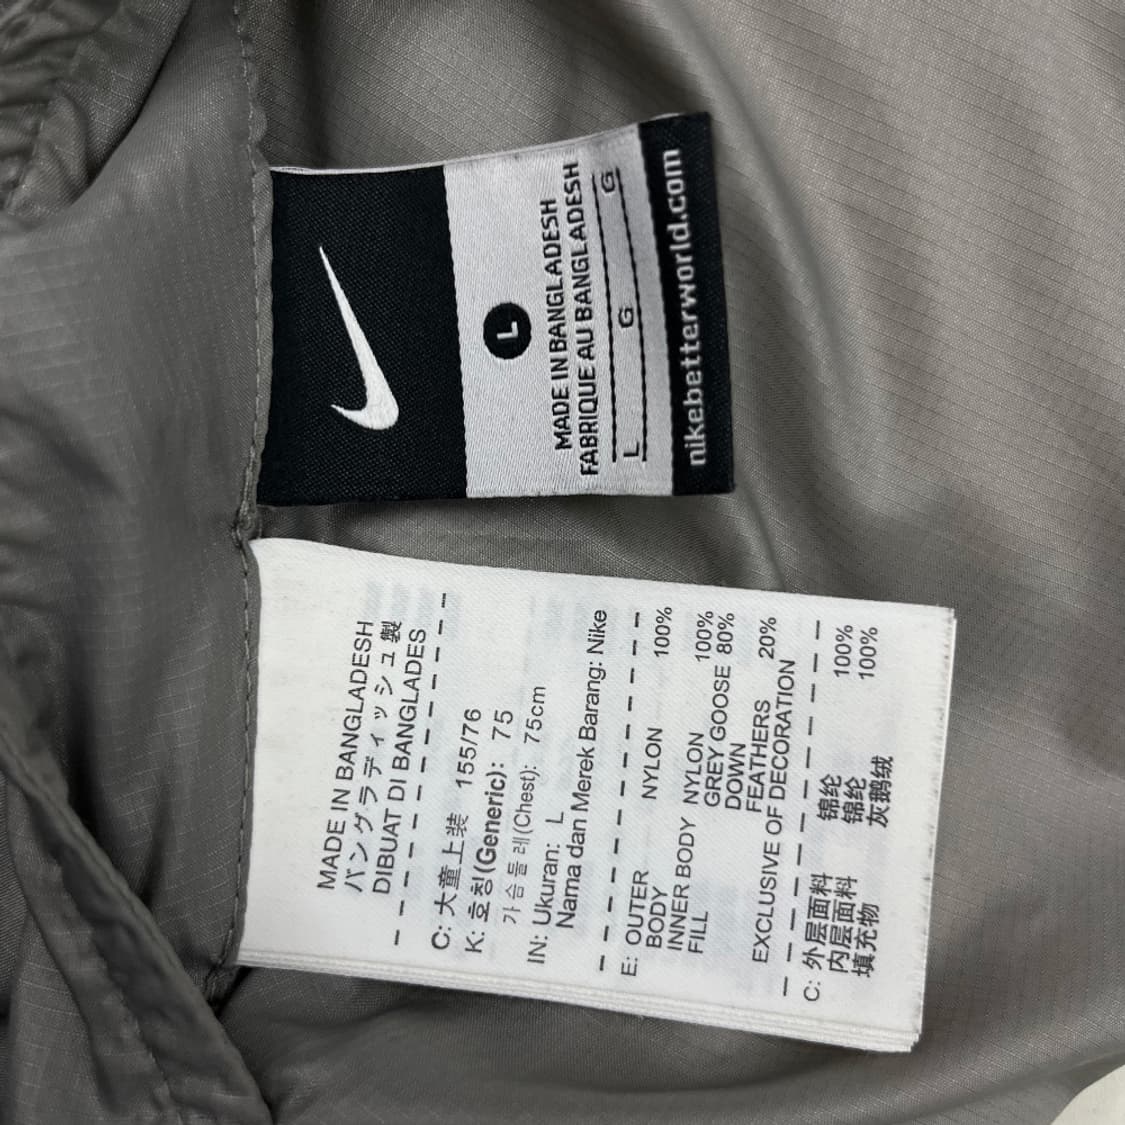 L
MADE IN BANGLADESH
FABRIQUE AU BANGLADESH
L G G
nikebetterworld.com
MADE IN BANGLADESH
バングラディッシュ製
DIBUAT DI BANGLADES
C: 大童上装 155/76
K: 호칭(Generic): 75
가슴둘레(Chest): 75cm
IN: Ukuran: L
Nama dan Merek Barang: Nike
E: OUTER
BODY NYLON 100%
INNER BODY NYLON 100%
FILL GREY GOOSE 80%
DOWN
FEATHERS 20%
EXCLUSIVE OF DECORATION
C: 外层面料 锦纶 100%
内层面料 锦纶 100%
填充物 灰鹅绒